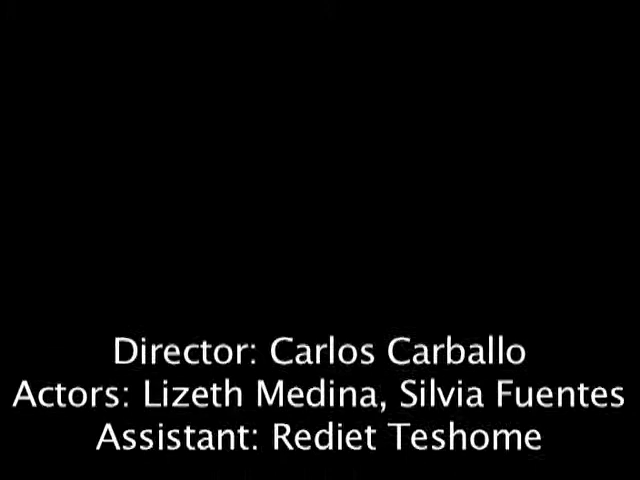 Director: Carlos Carballo
Actors: Lizeth Medina, Silvia Fuentes
Assistant: Rediet Teshome